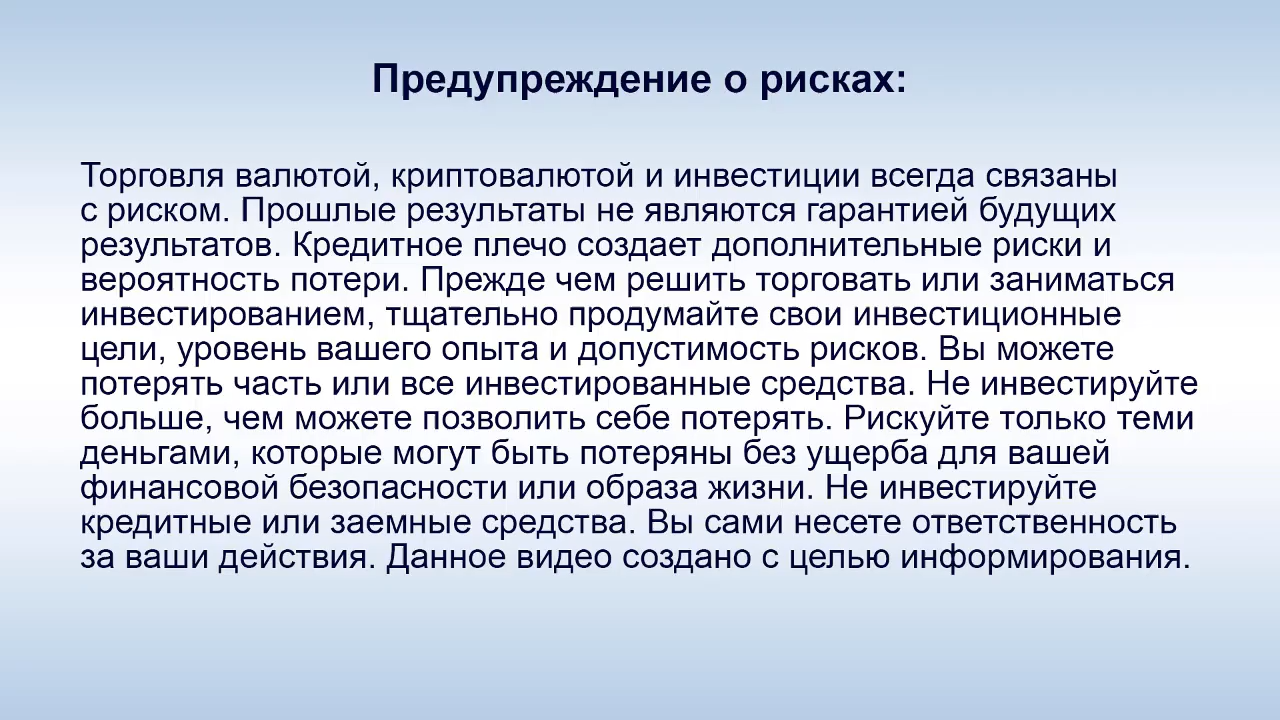 Предупреждение о рисках:
Торговля валютой, криптовалютой и инвестиции всегда связаны
с риском. Прошлые результаты не являются гарантией будущих
результатов. Кредитное плечо создает дополнительные риски и
вероятность потери. Прежде чем решить торговать или заниматься
инвестированием, тщательно продумайте свои инвестиционные
цели, уровень вашего опыта и допустимость рисков. Вы можете
потерять часть или все инвестированные средства. Не инвестируйте
больше, чем можете позволить себе потерять. Рискуйте только теми
деньгами, которые могут быть потеряны без ущерба для вашей
финансовой безопасности или образа жизни. Не инвестируйте
кредитные или заемные средства. Вы сами несете ответственность
за ваши действия. Данное видео создано с целью информирования.